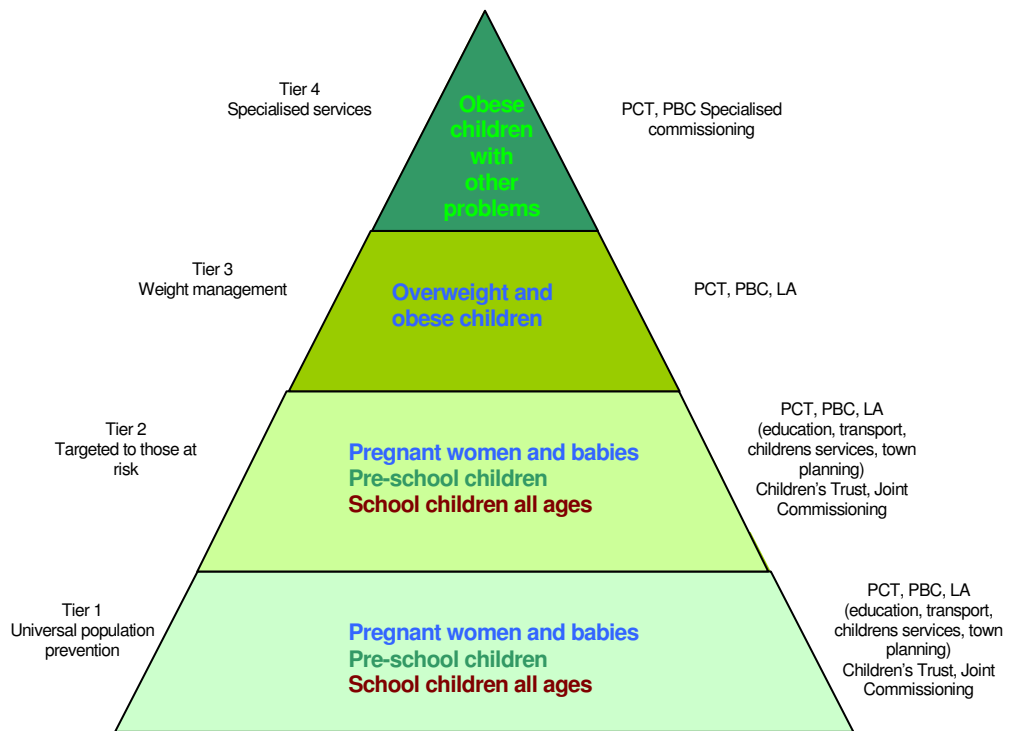 Tier 4
Specialised services
Obese
children
with
other
problems
PCT, PBC Specialised
commissioning
Tier 3
Weight management
Overweight and
obese children
PCT, PBC, LA
Tier 2
Targeted to those at
risk
Pregnant women and babies
Pre-school children
School children all ages
PCT, PBC, LA
(education, transport,
childrens services, town
planning)
Children's Trust, Joint
Commissioning
Tier 1
Universal population
prevention
Pregnant women and babies
Pre-school children
School children all ages
PCT, PBC, LA
(education, transport,
childrens services, town
planning)
Children's Trust, Joint
Commissioning